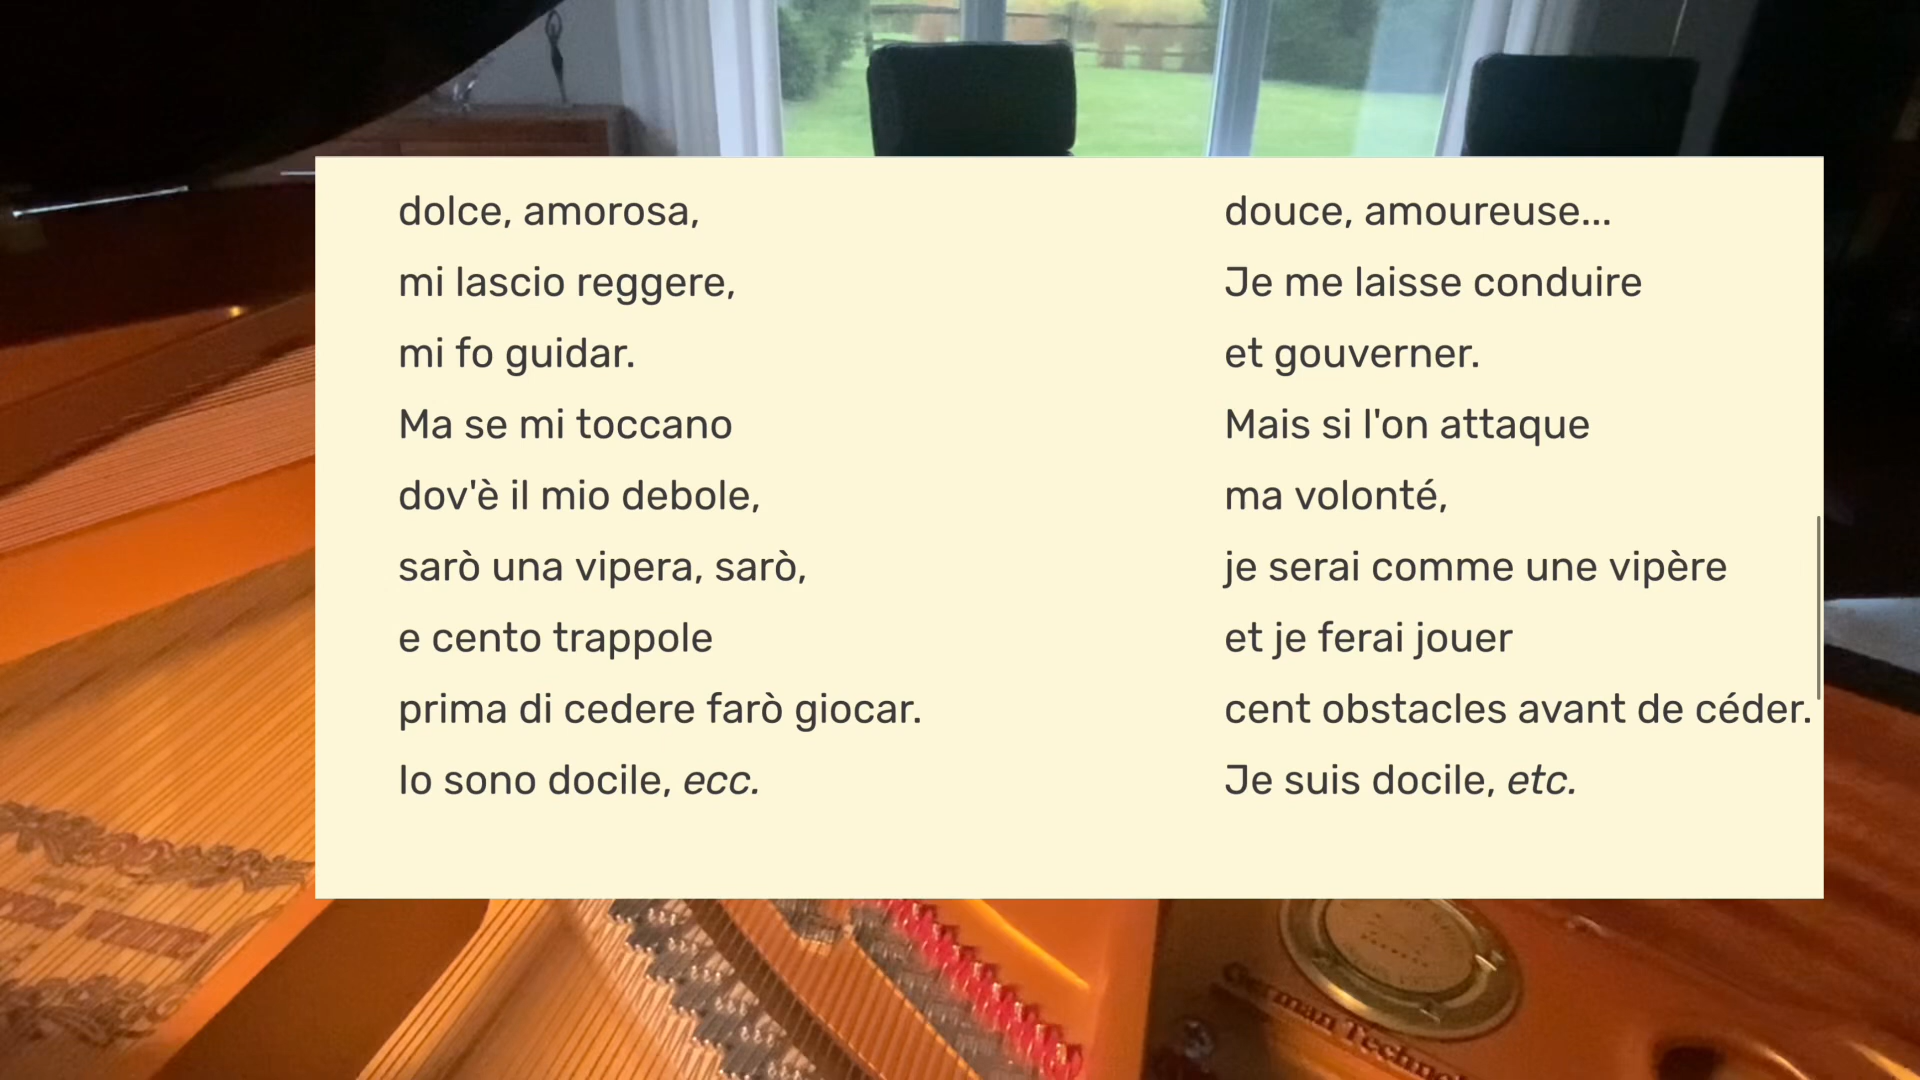 dolce, amorosa,
mi lascio reggere,
mi fo guidar.
Ma se mi toccano
dov'è il mio debole,
sarò una vipera, sarò,
e cento trappole
prima di cedere farò giocar.
Io sono docile, ecc.
douce, amoureuse...
Je me laisse conduire
et gouverner.
Mais si l'on attaque
ma volonté,
je serai comme une vipère
et je ferai jouer
cent obstacles avant de céder.
Je suis docile, etc.
German